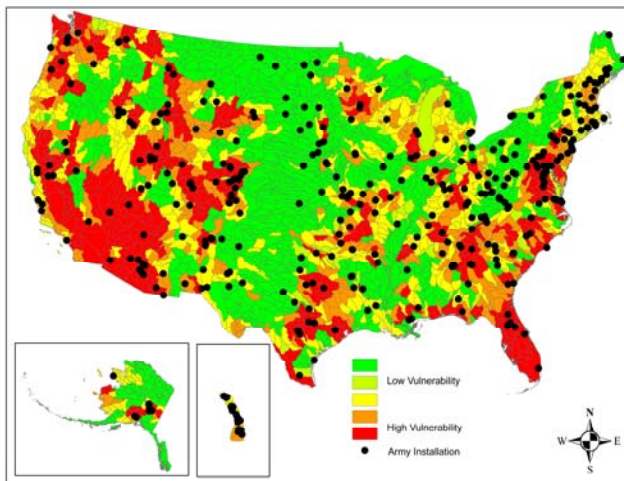 Low Vulnerability
High Vulnerability
Army Installation
N
W E
S